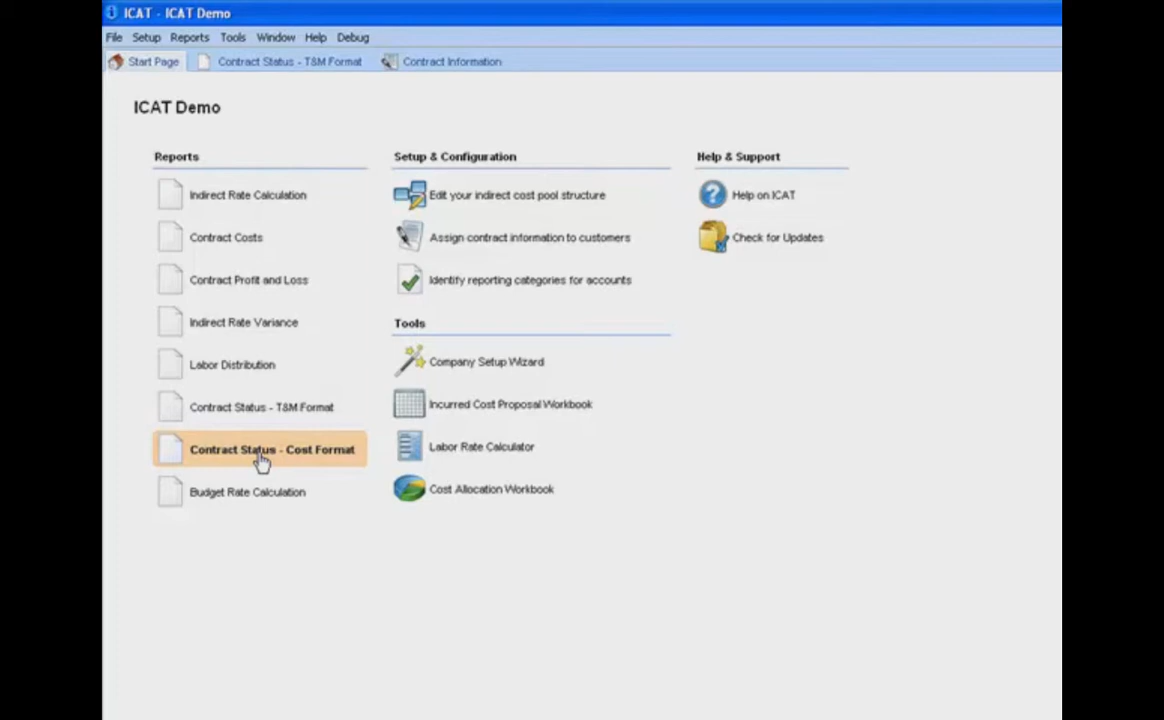 ICAT - ICAT Demo
File Setup Reports Tools Window Help Debug
Start Page Contract Status - T&M Format Contract Information
ICAT Demo
Reports
Indirect Rate Calculation
Contract Costs
Contract Profit and Loss
Indirect Rate Variance
Labor Distribution
Contract Status - T&M Format
Contract Status - Cost Format
Budget Rate Calculation
Setup & Configuration
Edit your indirect cost pool structure
Assign contract information to customers
Identify reporting categories for accounts
Tools
Company Setup Wizard
Incurred Cost Proposal Workbook
Labor Rate Calculator
Cost Allocation Workbook
Help & Support
Help on ICAT
Check for Updates